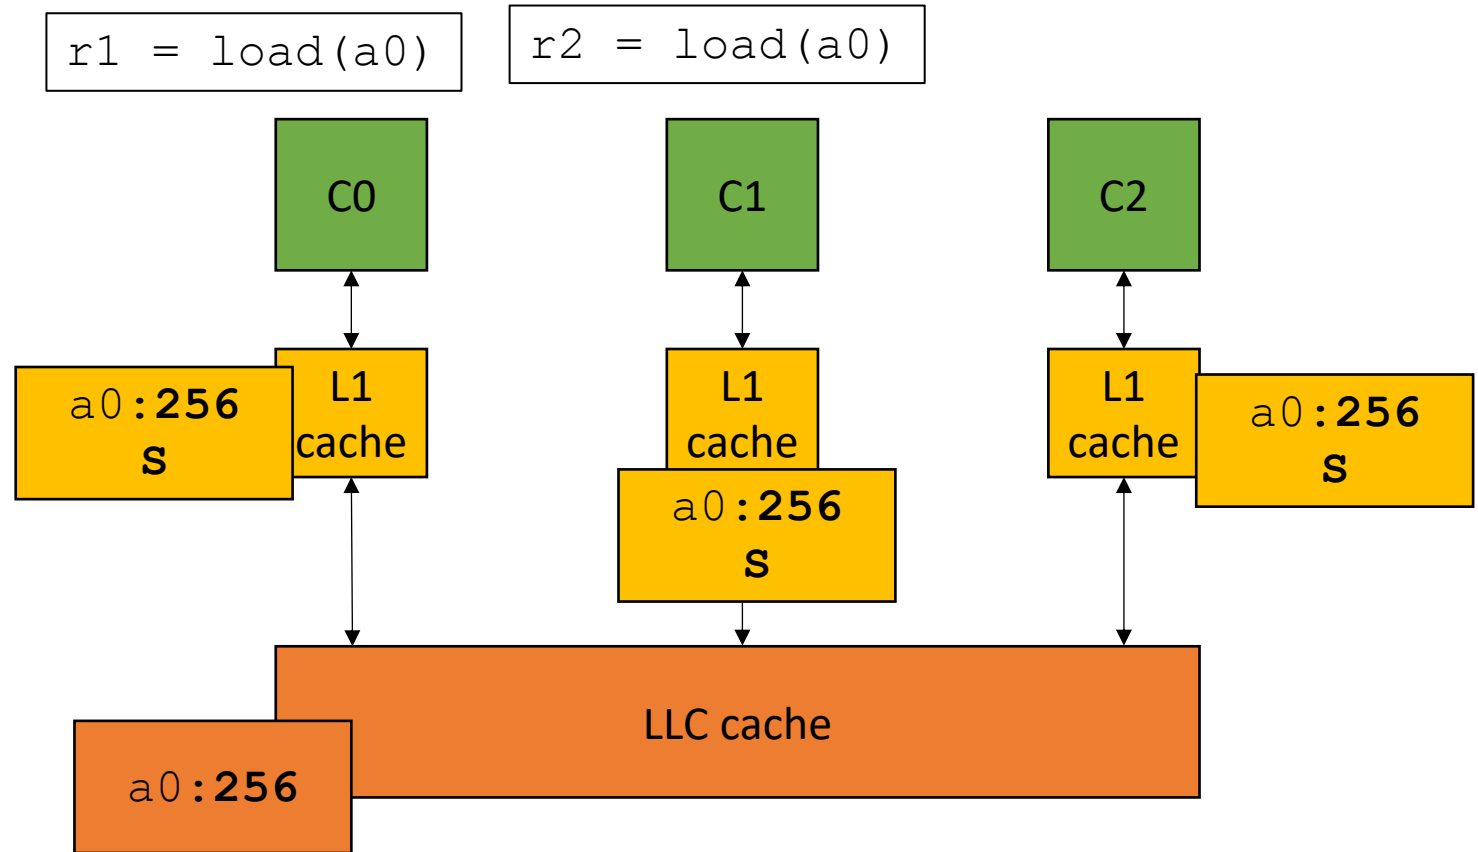 r1 = load(a0)
r2 = load(a0)
C0
C1
C2
L1
cache
L1
cache
L1
cache
a0:256
S
a0:256
S
a0:256
S
LLC cache
a0:256